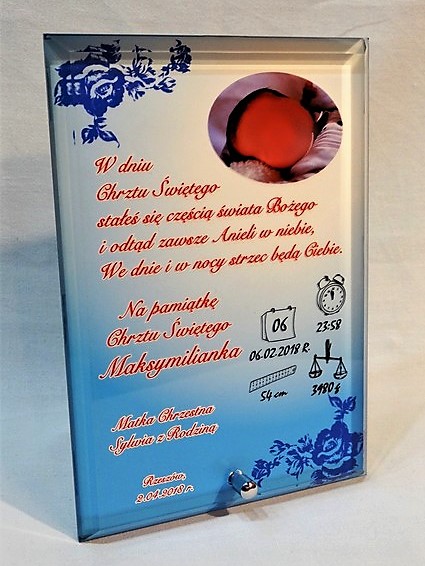 W dniu
Chrztu Świętego
stałeś się częścią świata Bożego
i odtąd zawsze Anieli w niebie,
We dnie i w nocy strzec będą Ciebie.
Na pamiątkę
Chrztu Świętego
Maksymilianka
06
06.02.2018 R.
23:58
54 cm
3980 g
Matka Chrzestna
Sylwia z Rodziną
Rzeszów,
2.04.2018 r.